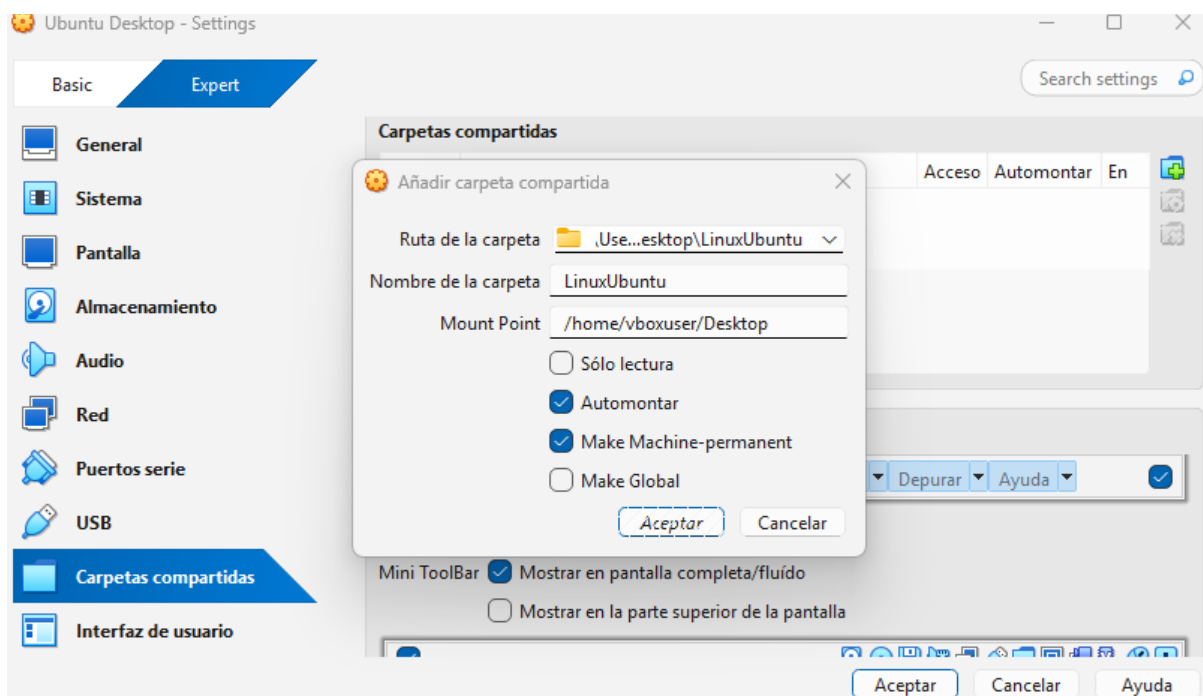 Ubuntu Desktop - Settings
Basic
Expert
Search settings
General
Sistema
Pantalla
Almacenamiento
Audio
Red
Puertos serie
USB
Carpetas compartidas
Interfaz de usuario
Carpetas compartidas
Acceso Automontar En
Añadir carpeta compartida
Ruta de la carpeta Use...esktop\LinuxUbuntu
Nombre de la carpeta LinuxUbuntu
Mount Point /home/vboxuser/Desktop
Sólo lectura
Automontar
Make Machine-permanent
Make Global
Aceptar Cancelar
Depurar Ayuda
Mini ToolBar Mostrar en pantalla completa/fluído
Mostrar en la parte superior de la pantalla
Aceptar Cancelar Ayuda